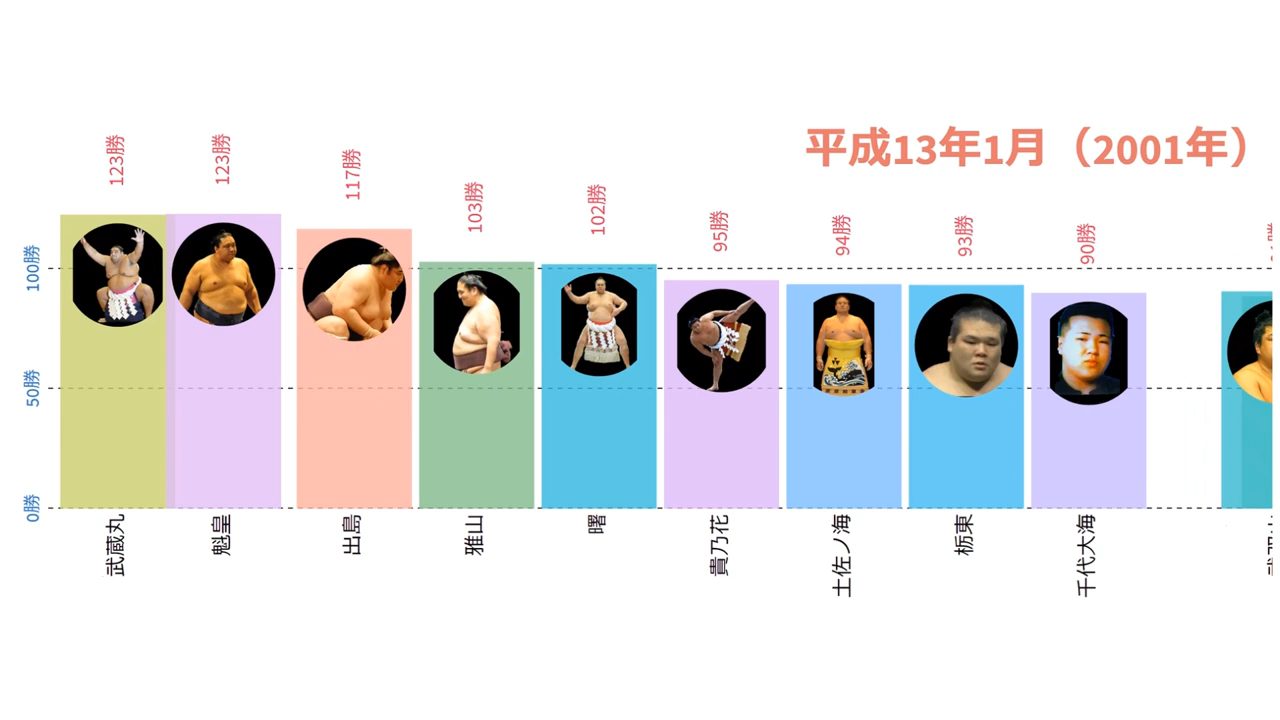 平成13年1月（2001年）
123勝
123勝
117勝
103勝
102勝
95勝
94勝
93勝
90勝
100勝
50勝
0勝
武蔵丸
魁皇
出島
雅山
曙
貴乃花
土佐ノ海
栃東
千代大海